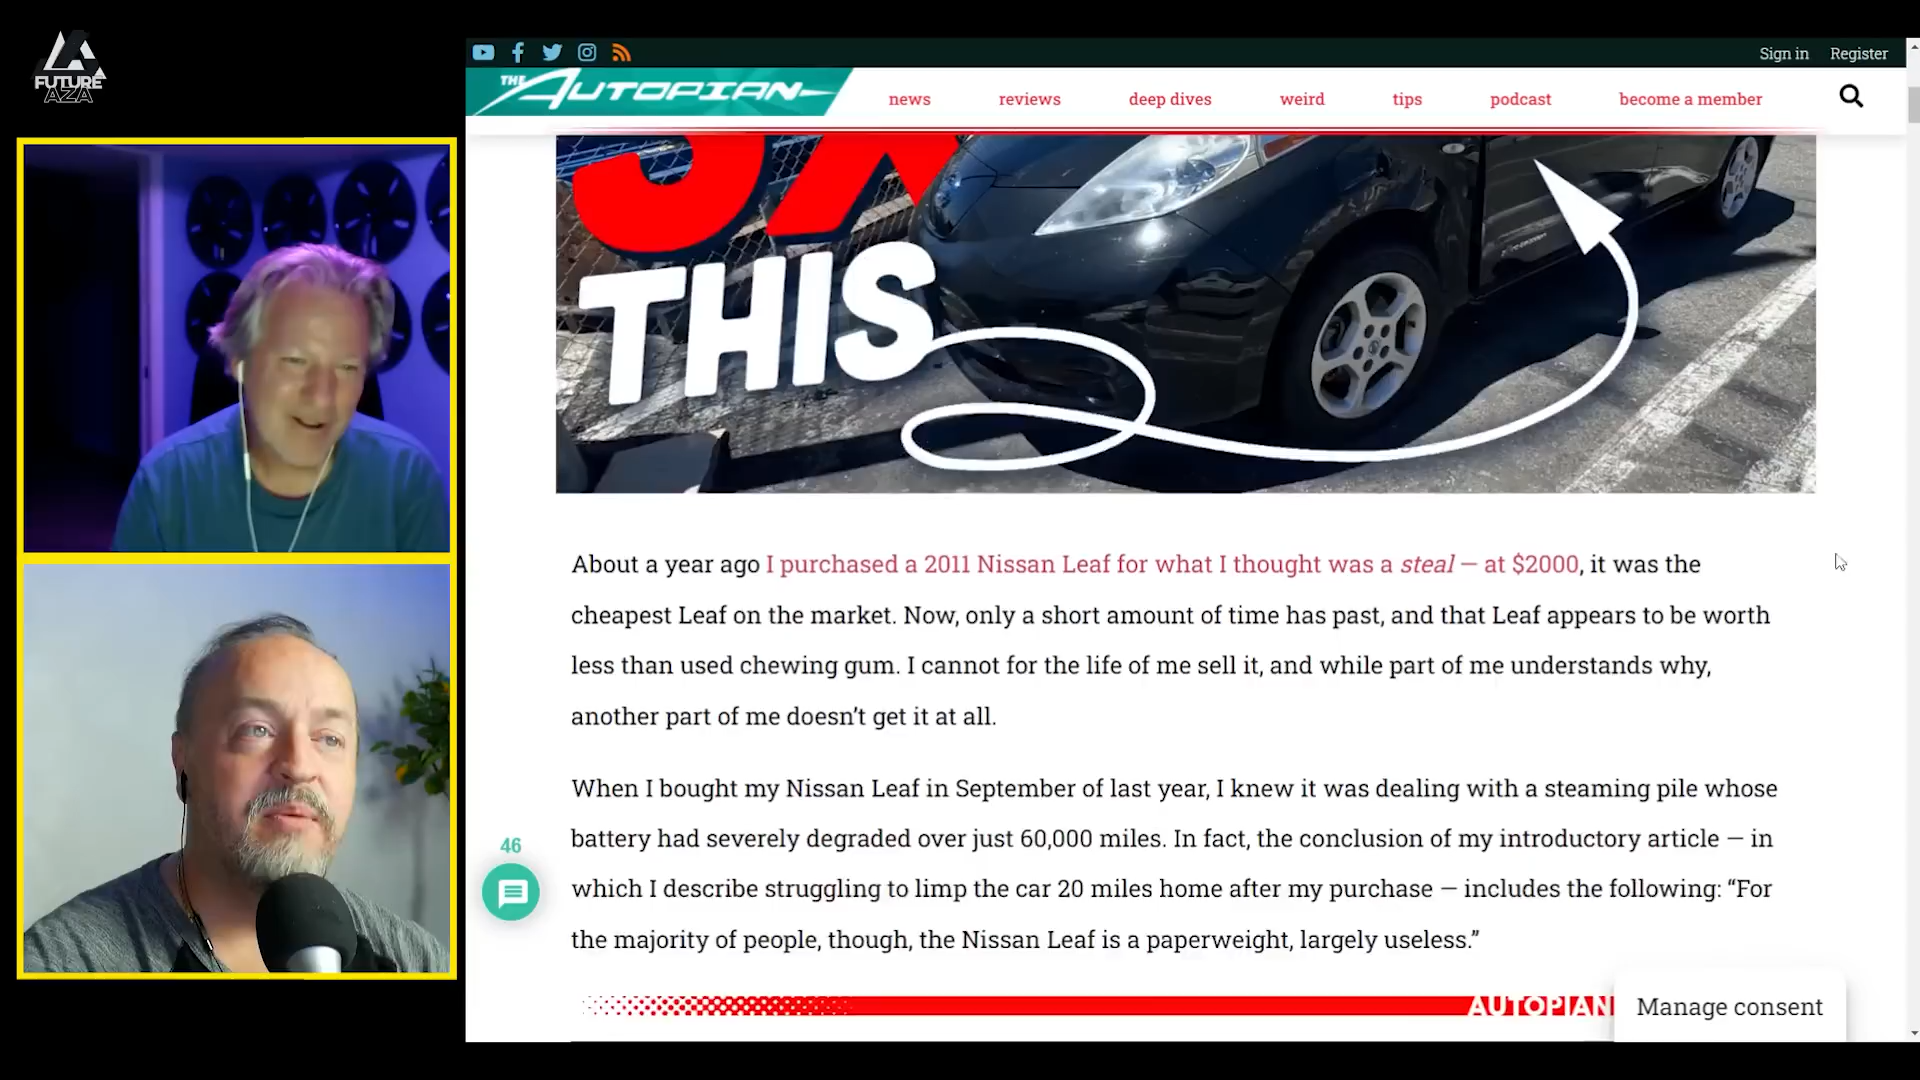 FUTURE
AZA
Sign in Register
THE AUTOPIAN
news reviews deep dives weird tips podcast become a member
THIS
About a year ago I purchased a 2011 Nissan Leaf for what I thought was a steal — at $2000, it was the
cheapest Leaf on the market. Now, only a short amount of time has past, and that Leaf appears to be worth
less than used chewing gum. I cannot for the life of me sell it, and while part of me understands why,
another part of me doesn’t get it at all.
When I bought my Nissan Leaf in September of last year, I knew it was dealing with a steaming pile whose
battery had severely degraded over just 60,000 miles. In fact, the conclusion of my introductory article — in
which I describe struggling to limp the car 20 miles home after my purchase — includes the following: “For
the majority of people, though, the Nissan Leaf is a paperweight, largely useless.”
46
AUTOPIAN
Manage consent